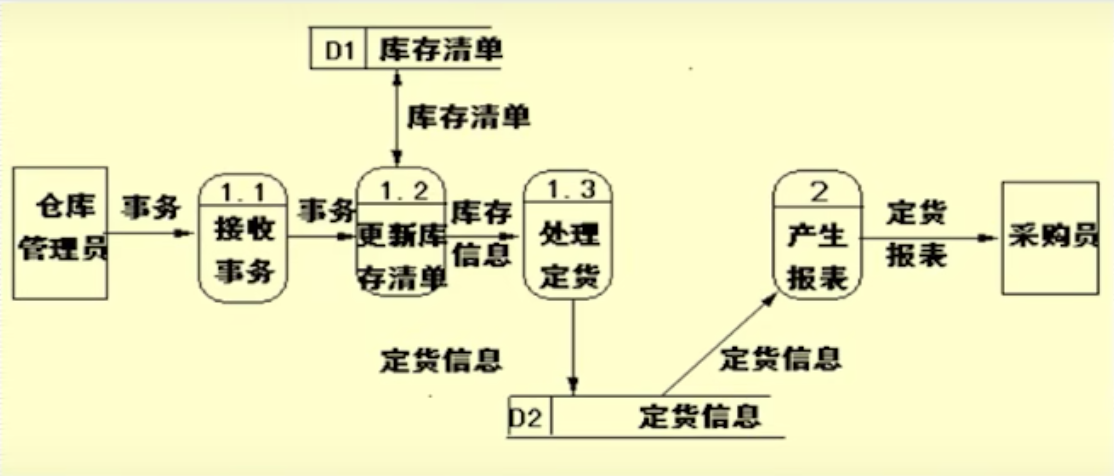 D1 库存清单
库存清单
仓库
管理员
事务
1.1
接收
事务
事务
1.2
更新库
存清单
库存
信息
1.3
处理
定货
2
产生
报表
定货
报表
采购员
定货信息
定货信息
D2 定货信息